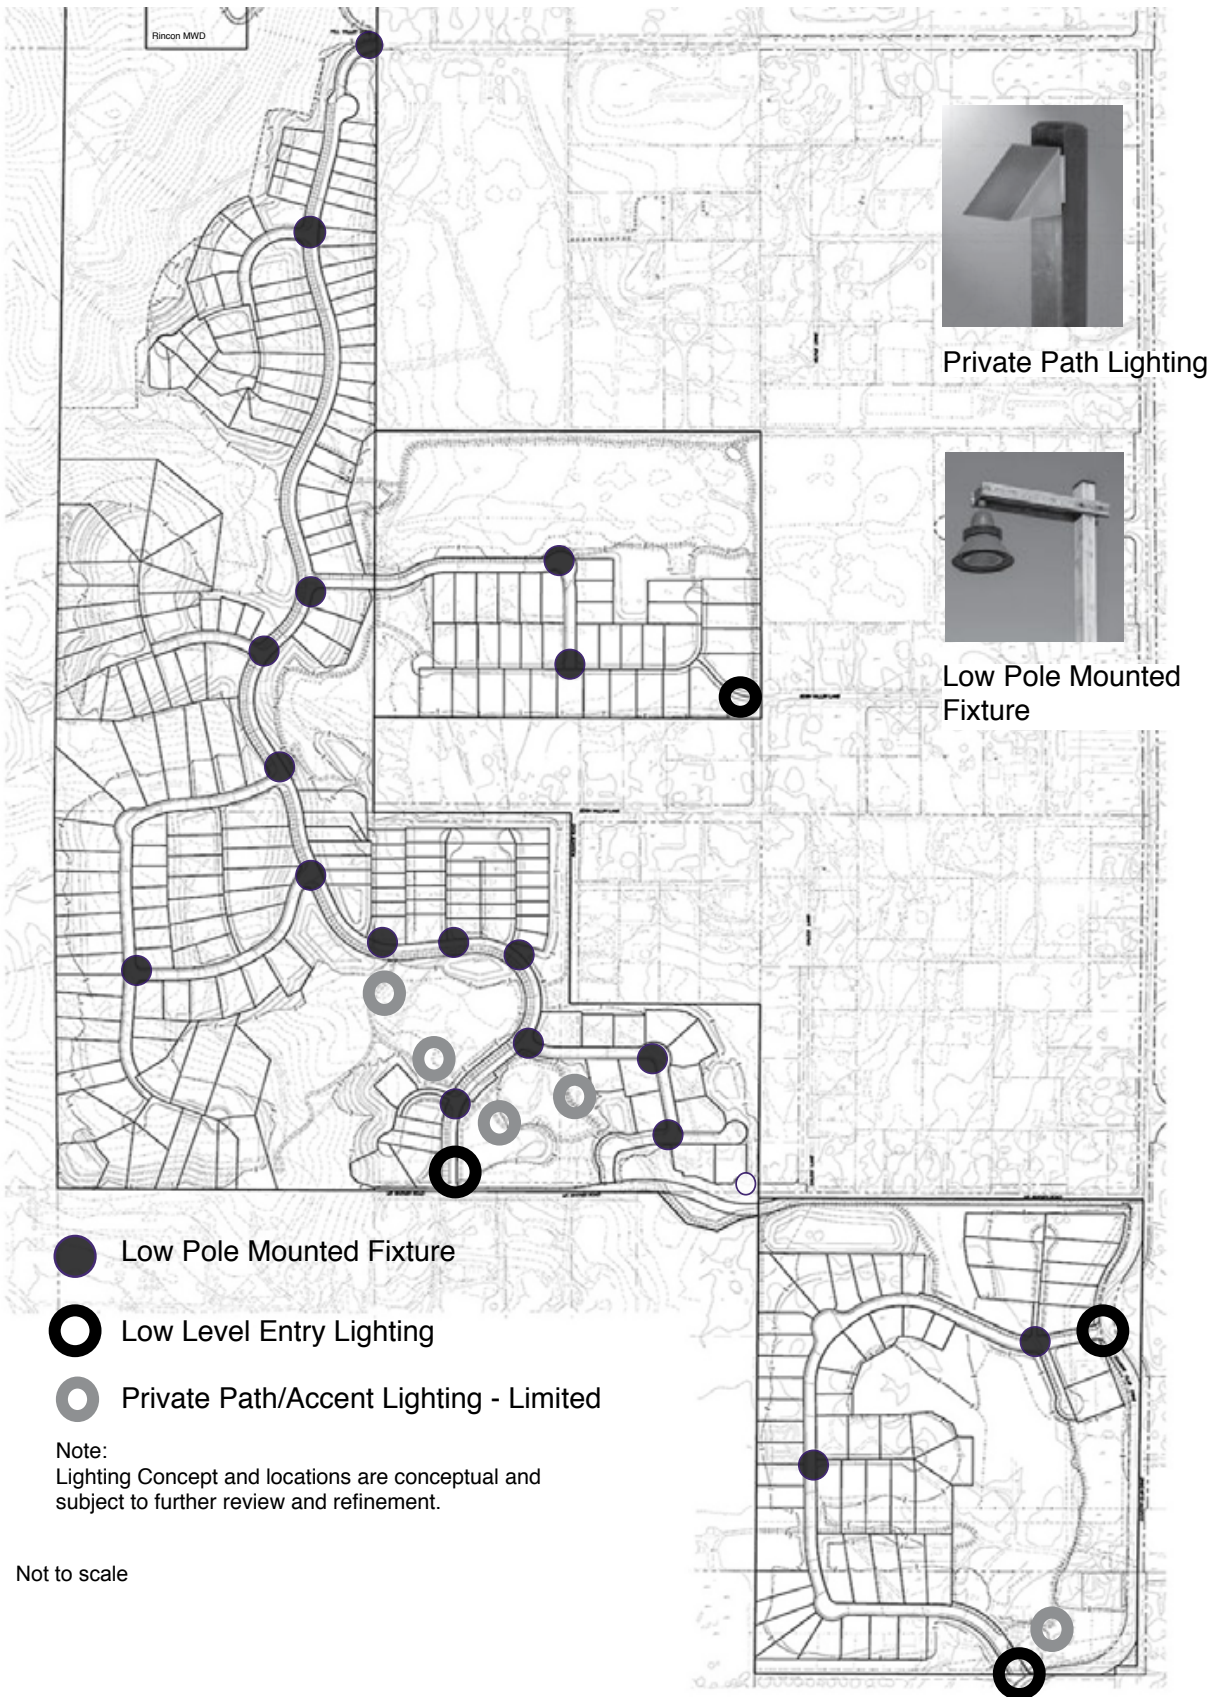 Rincon MWD
Private Path Lighting
Low Pole Mounted
Fixture
Low Pole Mounted Fixture
Low Level Entry Lighting
Private Path/Accent Lighting - Limited
Note:
Lighting Concept and locations are conceptual and
subject to further review and refinement.
Not to scale